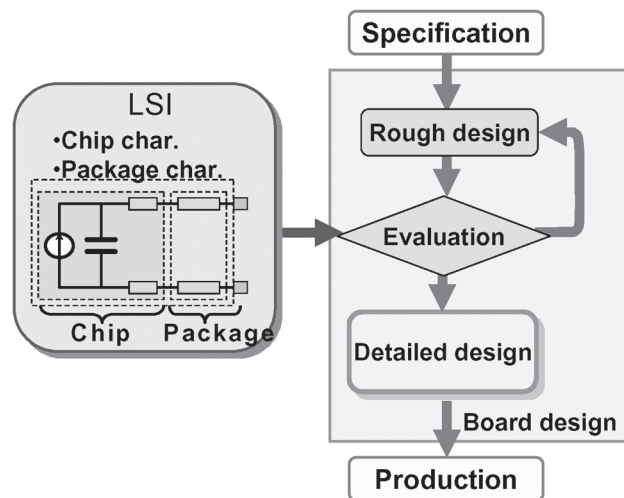 Specification
LSI
•Chip char.
•Package char.
Chip
Package
Rough design
Evaluation
Detailed design
Board design
Production